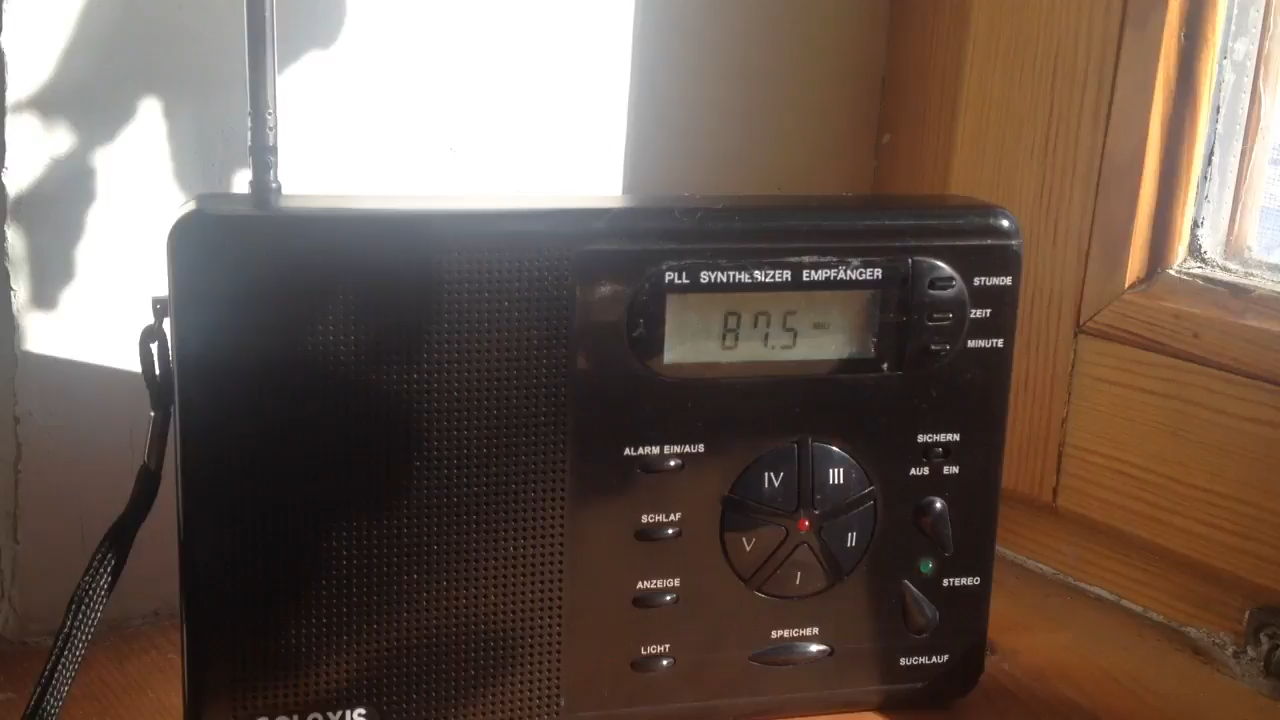 PLL SYNTHESIZER EMPFÄNGER
87.5
STUNDE
ZEIT
MINUTE
ALARM EIN/AUS
SCHLAF
ANZEIGE
LICHT
IV
III
V
II
I
SPEICHER
SICHERN
AUS EIN
STEREO
SUCHLAUF